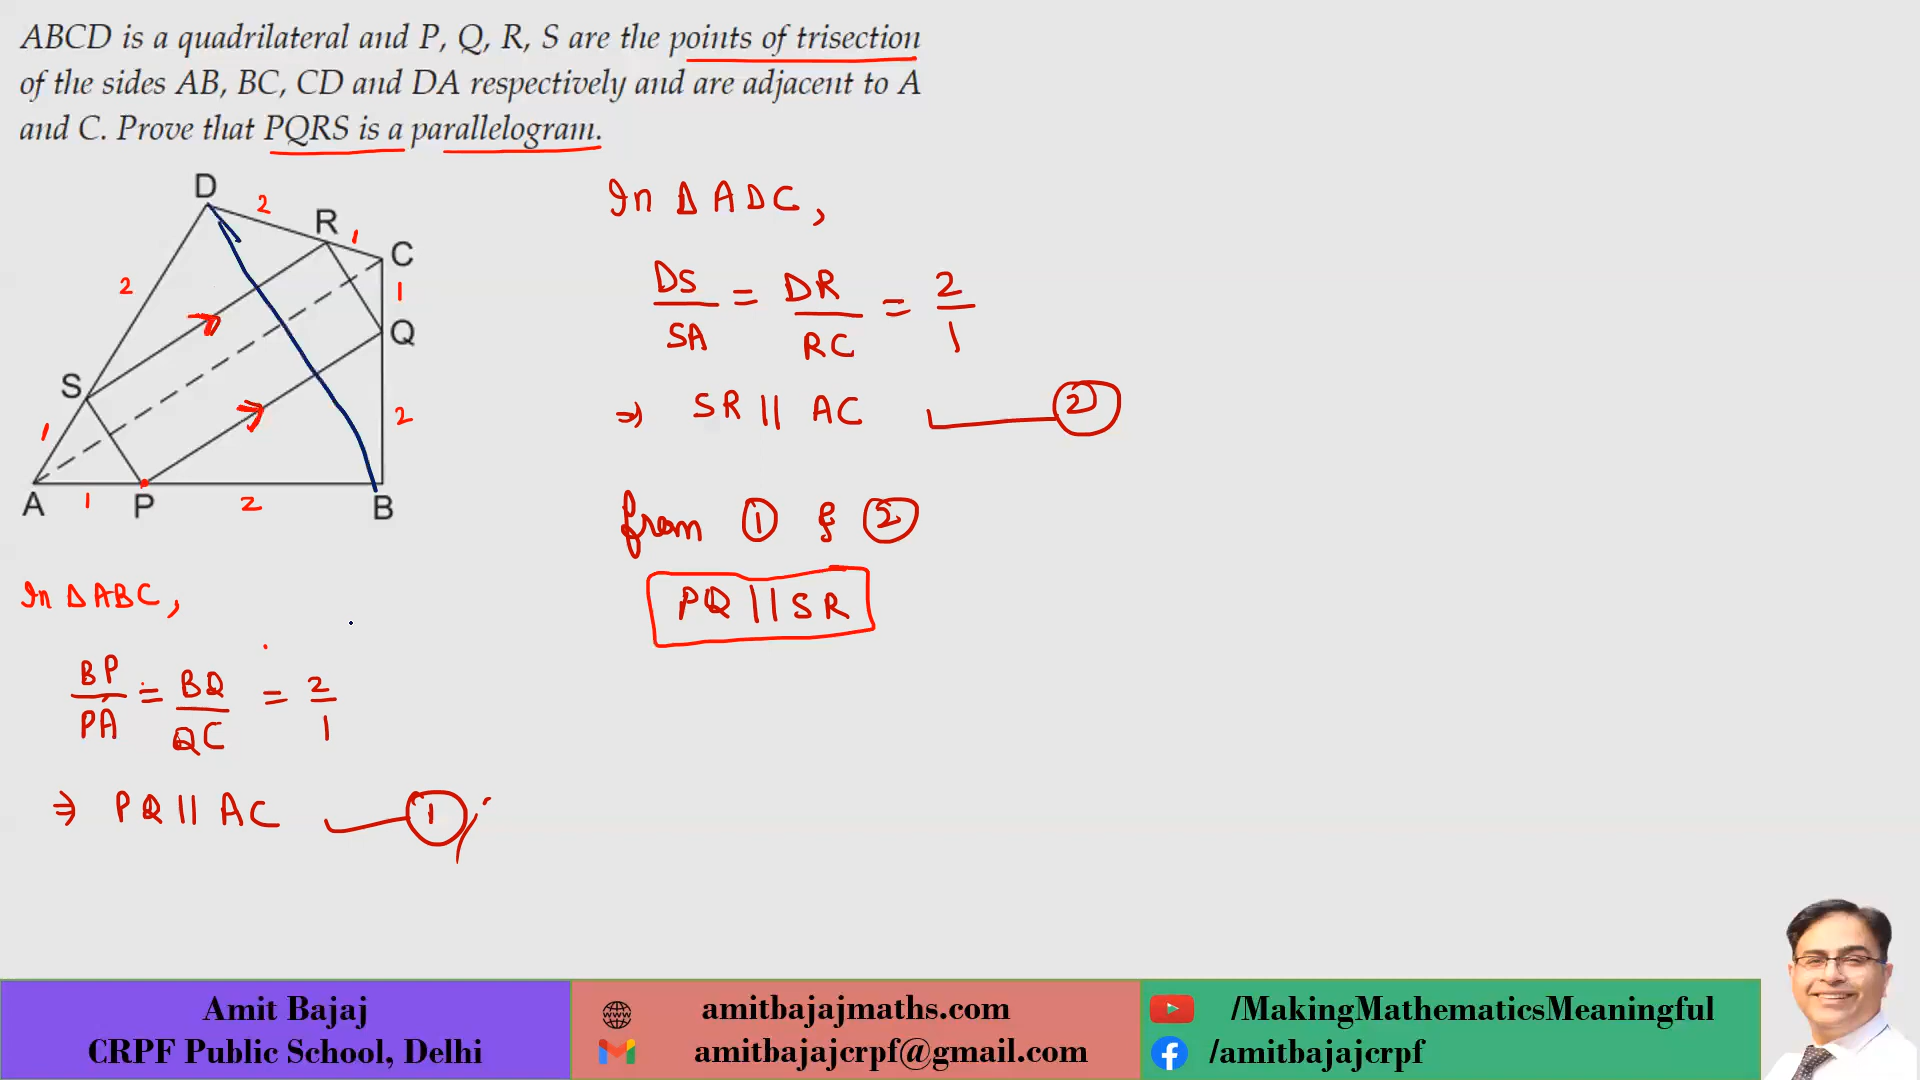 ABCD is a quadrilateral and P, Q, R, S are the points of trisection
of the sides AB, BC, CD and DA respectively and are adjacent to A
and C. Prove that PQRS is a parallelogram.
D
2
R
1
C
2
1
Q
S
1
2
A
1
P
2
B
In Δ ABC,
BP/PA = BQ/QC = 2/1
⇒ PQ || AC ①
In Δ ADC,
DS/SA = DR/RC = 2/1
⇒ SR || AC ②
from ① & ②
PQ || SR
Amit Bajaj
CRPF Public School, Delhi
WWW
amitbajajmaths.com
amitbajajcrpf@gmail.com
/MakingMathematicsMeaningful
/amitbajajcrpf